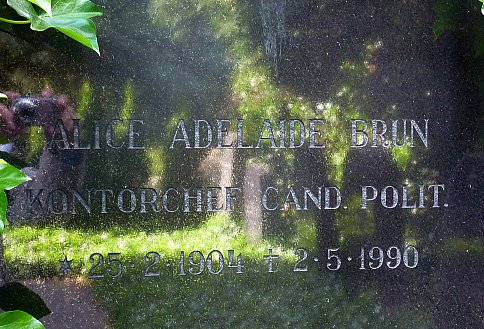 ALICE ADELAIDE BRUN
KONTORCHEF CAND. POLIT.
* 25·2·1904 † 2·5·1990